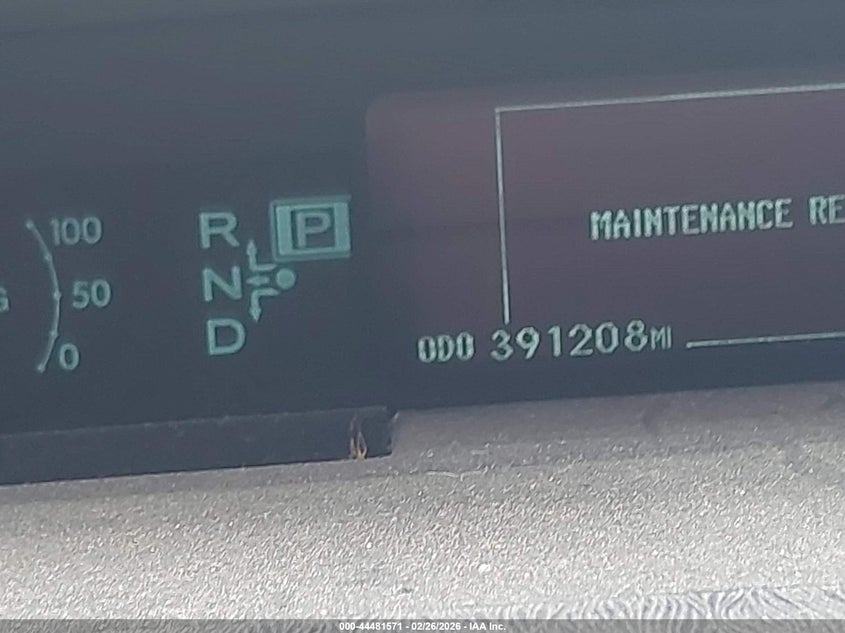 100
50
0
R P
N
D
MAINTENANCE RE
ODO 391208MI
000-44481571 - 02/26/2026 - IAA Inc.